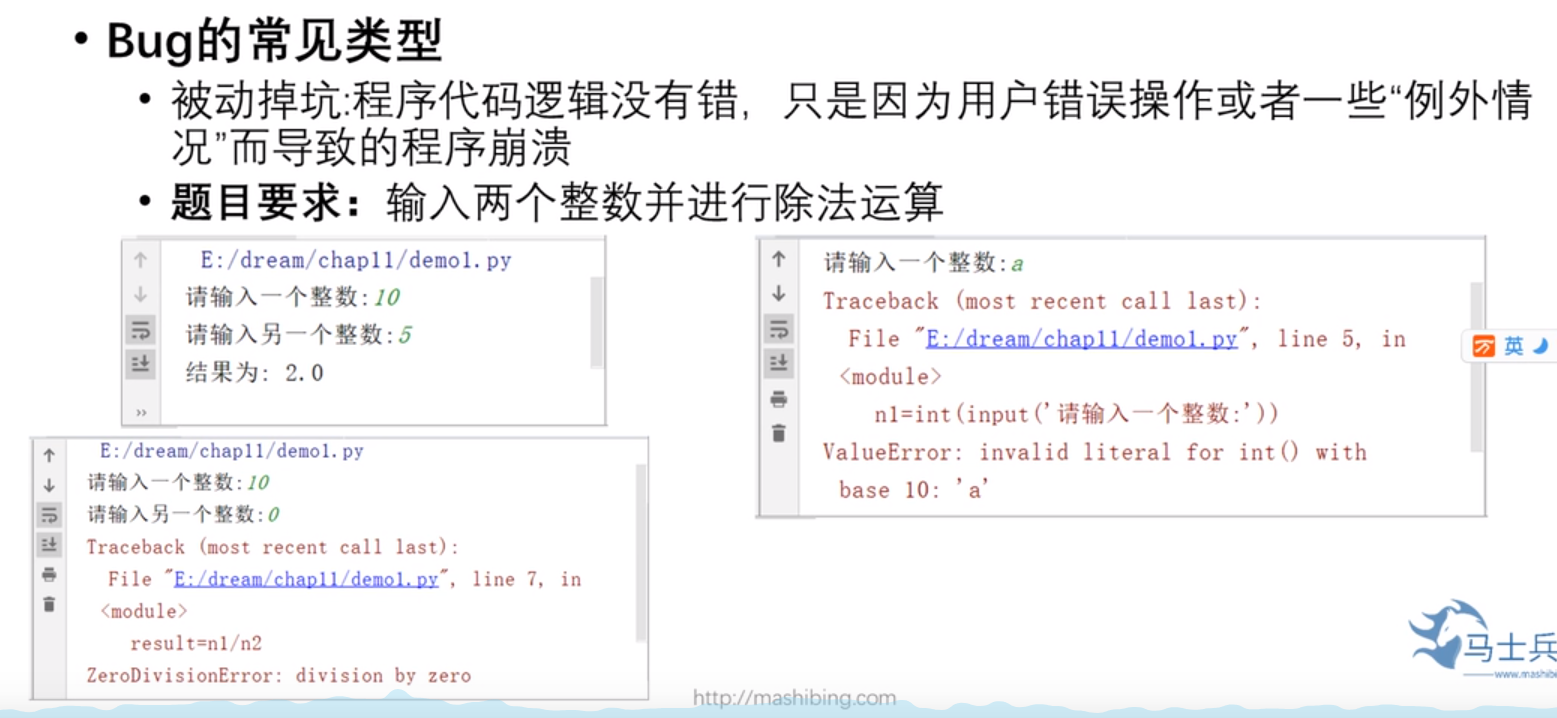 • Bug的常见类型
• 被动掉坑:程序代码逻辑没有错，只是因为用户错误操作或者一些“例外情
况”而导致的程序崩溃
• 题目要求：输入两个整数并进行除法运算
E:/dream/chap11/demo1.py
请输入一个整数:10
请输入另一个整数:5
结果为: 2.0
E:/dream/chap11/demo1.py
请输入一个整数:10
请输入另一个整数:0
Traceback (most recent call last):
File "E:/dream/chap11/demo1.py", line 7, in
<module>
result=n1/n2
ZeroDivisionError: division by zero
请输入一个整数:a
Traceback (most recent call last):
File "E:/dream/chap11/demo1.py", line 5, in
<module>
n1=int(input('请输入一个整数:'))
ValueError: invalid literal for int() with
base 10: 'a'
英
马士兵
www.mashibi
http://mashibing.com